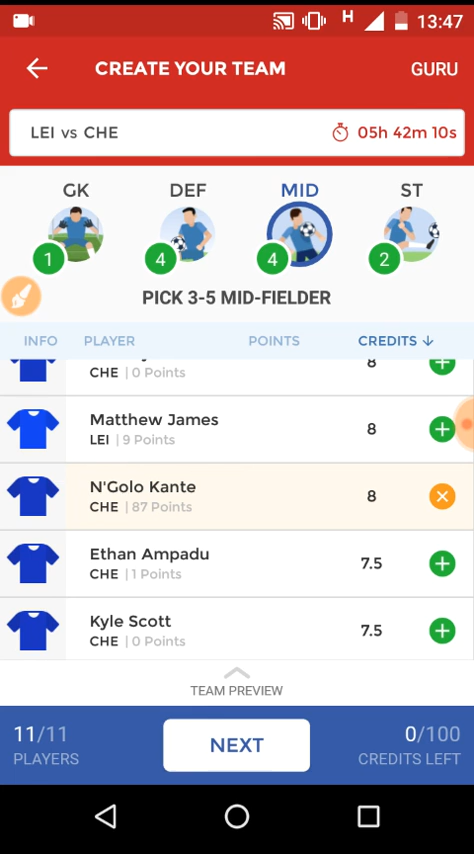 H 13:47
CREATE YOUR TEAM GURU
LEI vs CHE 05h 42m 10s
GK DEF MID ST
1 4 4 2
PICK 3-5 MID-FIELDER
INFO PLAYER POINTS CREDITS ↓
CHE | 0 Points 8
Matthew James
LEI | 9 Points 8
N'Golo Kante
CHE | 87 Points 8
Ethan Ampadu
CHE | 1 Points 7.5
Kyle Scott
CHE | 0 Points 7.5
TEAM PREVIEW
11/11 NEXT 0/100
PLAYERS CREDITS LEFT